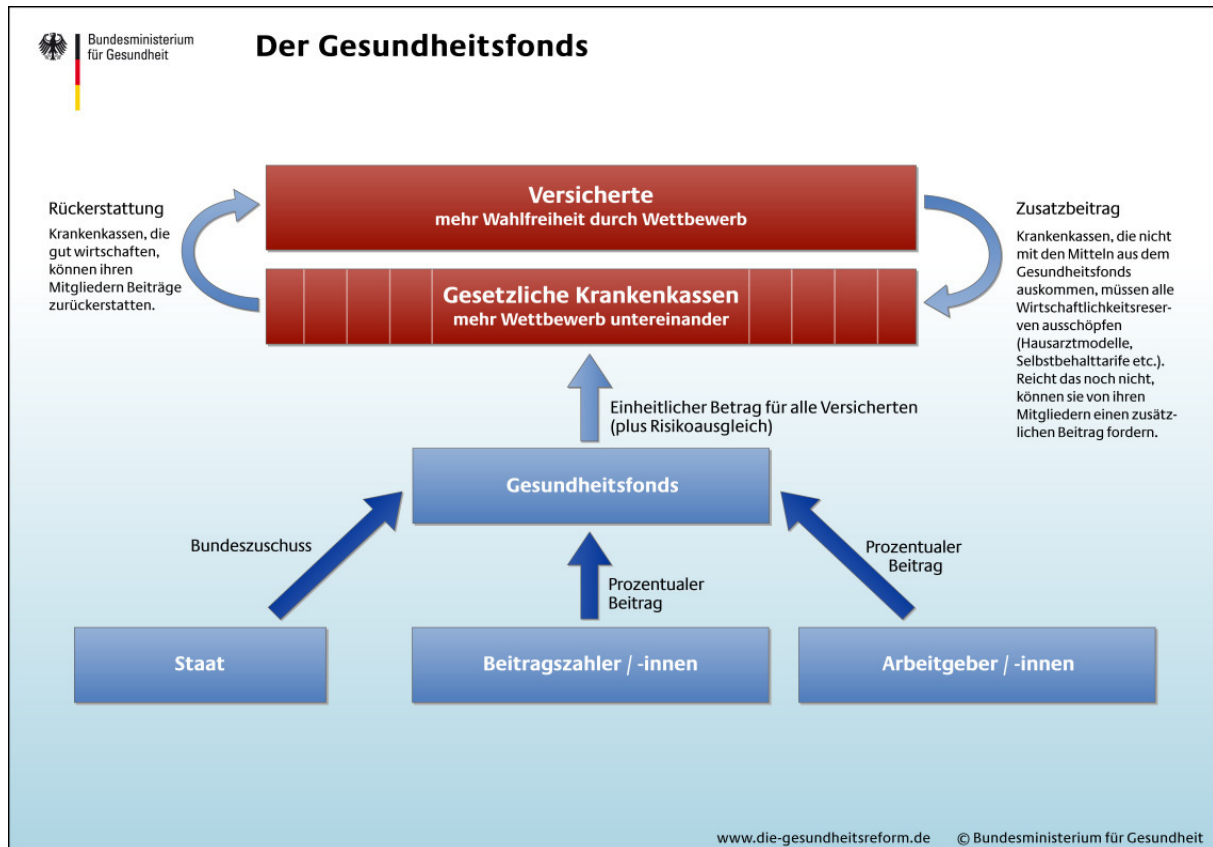 Bundesministerium
für Gesundheit
Der Gesundheitsfonds
Versicherte
mehr Wahlfreiheit durch Wettbewerb
Rückerstattung
Krankenkassen, die
gut wirtschaften,
können ihren
Mitgliedern Beiträge
zurückerstatten.
Zusatzbeitrag
Krankenkassen, die nicht
mit den Mitteln aus dem
Gesundheitsfonds
auskommen, müssen alle
Wirtschaftlichkeitsreser-
ven ausschöpfen
(Hausarztmodelle,
Selbstbehalttarife etc.).
Reicht das noch nicht,
können sie von ihren
Mitgliedern einen zusätz-
lichen Beitrag fordern.
Gesetzliche Krankenkassen
mehr Wettbewerb untereinander
Einheitlicher Betrag für alle Versicherten
(plus Risikoausgleich)
Gesundheitsfonds
Bundeszuschuss
Prozentualer
Beitrag
Prozentualer
Beitrag
Staat
Beitragszahler / -innen
Arbeitgeber / -innen
www.die-gesundheitsreform.de © Bundesministerium für Gesundheit